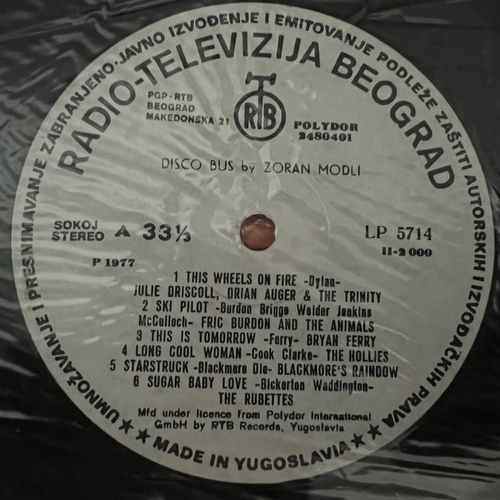 UMNOŽAVANJE I PRESNIMAVANJE ZABRANJENO·JAVNO IZVOĐENJE I EMITOVANJE PODLEŽE ZAŠTITI AUTORSKIH I IZVOĐAČKIH PRAVA
RADIO-TELEVIZIJA BEOGRAD
PGP-RTB
BEOGRAD
MAKEDONSKA 21
RTB
POLYDOR
2480401
DISCO BUS by ZORAN MODLI
SOKOJ
STEREO
A 33⅓
LP 5714
II-2 000
P 1977
1 THIS WHEELS ON FIRE -Dylan-
JULIE DRISCOLL, DRIAN AUGER & THE TRINITY
2 SKI PILOT -Burdon Briggs Weider Jenkins
McCulloch- FRIC BURDON AND THE ANIMALS
3 THIS IS TOMORROW -Ferry- BRYAN FERRY
4 LONG COOL WOMAN -Cook Clarke- THE HOLLIES
5 STARSTRUCK -Blackmore Dio- BLACKMORE'S RAINBOW
6 SUGAR BABY LOVE -Bickerton Waddington-
THE RUBETTES
Mfd under licence from Polydor International
GmbH by RTB Records, Yugoslavia
MADE IN YUGOSLAVIA